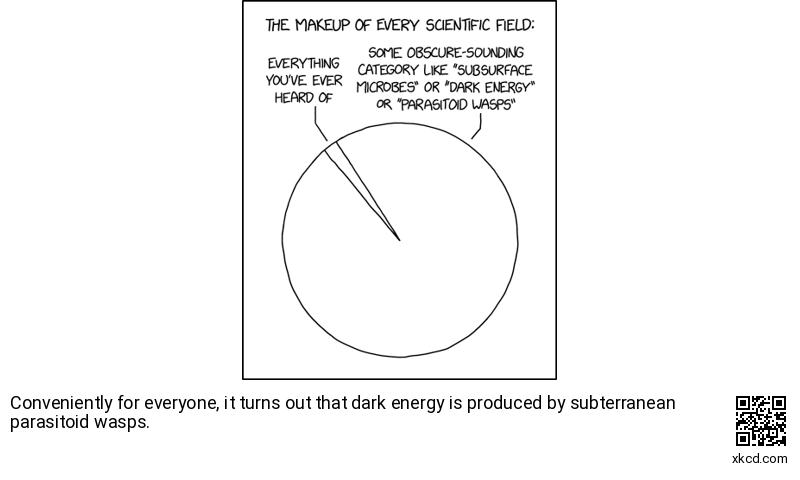 THE MAKEUP OF EVERY SCIENTIFIC FIELD:
EVERYTHING
YOU'VE EVER
HEARD OF
SOME OBSCURE-SOUNDING
CATEGORY LIKE "SUBSURFACE
MICROBES" OR "DARK ENERGY"
OR "PARASITOID WASPS"
Conveniently for everyone, it turns out that dark energy is produced by subterranean
parasitoid wasps.
xkcd.com